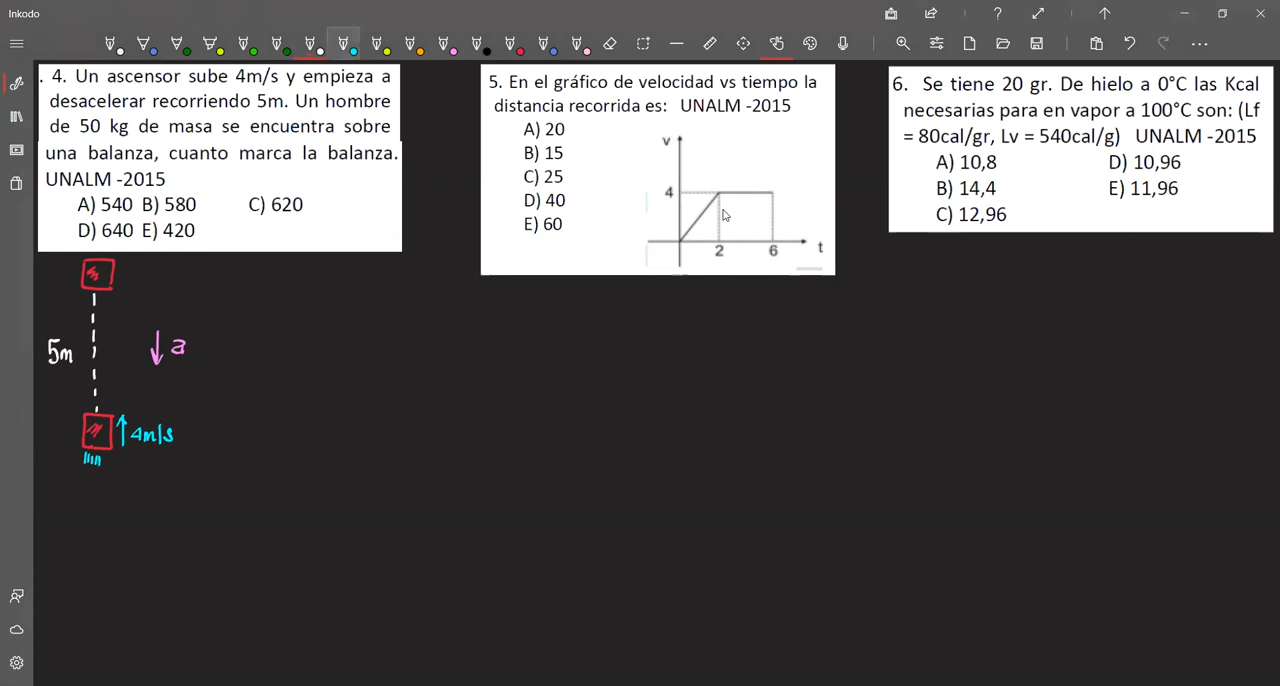 Inkodo
. 4. Un ascensor sube 4m/s y empieza a
desacelerar recorriendo 5m. Un hombre
de 50 kg de masa se encuentra sobre
una balanza, cuanto marca la balanza.
UNALM -2015
A) 540 B) 580 C) 620
D) 640 E) 420
5m
a
4m/s
5. En el gráfico de velocidad vs tiempo la
distancia recorrida es: UNALM -2015
A) 20
B) 15
C) 25
D) 40
E) 60
v
4
2
6
t
6. Se tiene 20 gr. De hielo a 0°C las Kcal
necesarias para en vapor a 100°C son: (Lf
= 80cal/gr, Lv = 540cal/g) UNALM -2015
A) 10,8 D) 10,96
B) 14,4 E) 11,96
C) 12,96